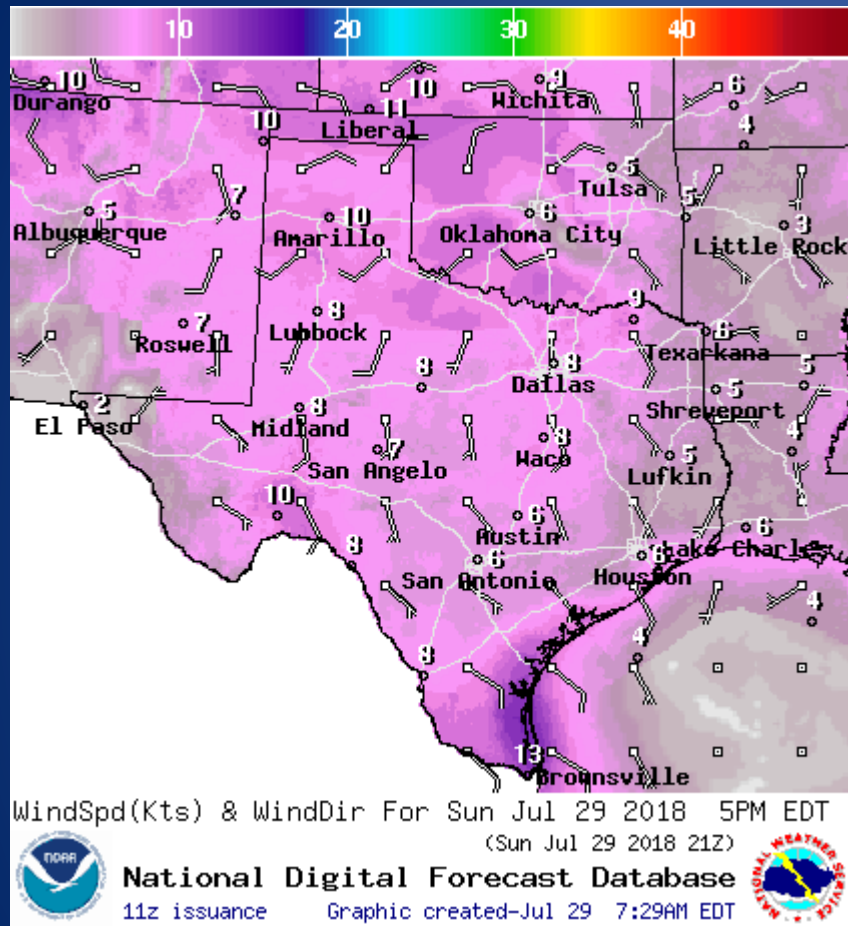 10 20 30 40
10 10 9 6
Durango Wichita
11
Liberal 4
10
5
Tulsa
7 5
5 10 6 3
Albuquerque Amarillo Oklahoma City Little Rock
7 8 9 6
Roswell Lubbock Texarkana
8 8 5
Dallas 5
2 8 Shreveport
El Paso Midland 4
7 8 5
San Angelo Waco Lufkin
10 6 6
Austin
8 6 6 Lake Charles
San Antonio Houston
4
4
8
13
Brownsville
WindSpd(Kts) & WindDir For Sun Jul 29 2018 5PM EDT
(Sun Jul 29 2018 21Z)
NOAA
National Digital Forecast Database
11z issuance Graphic created-Jul 29 7:29AM EDT
NATIONAL WEATHER SERVICE